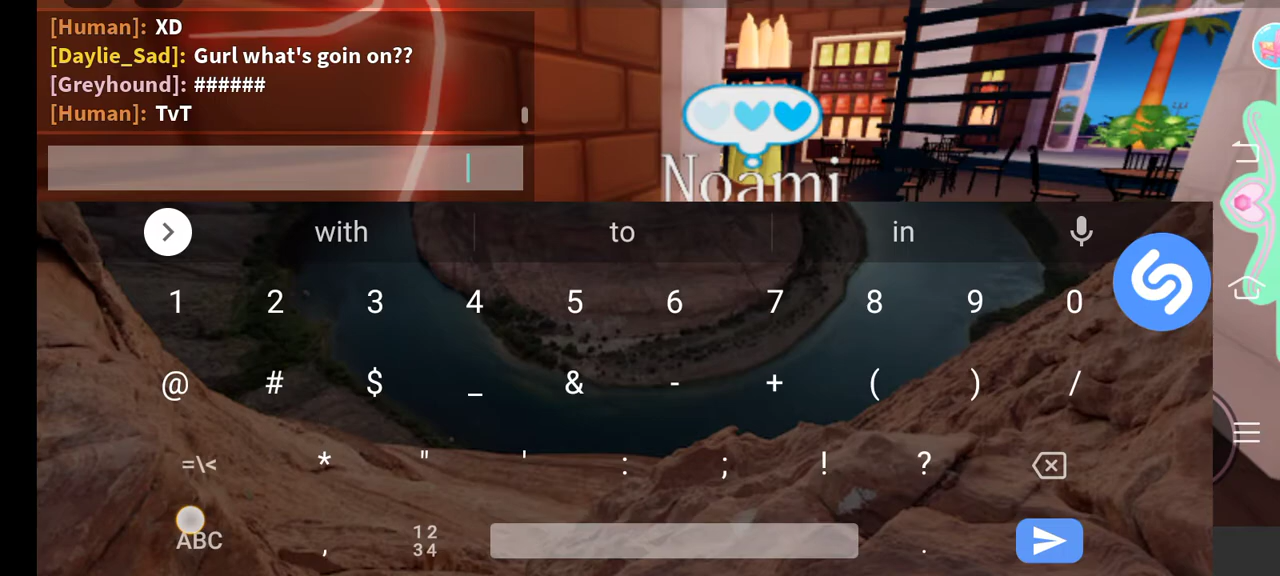 [Human]: XD
[Daylie_Sad]: Gurl what's goin on??
[Greyhound]: ######
[Human]: TvT
Noami
with to in
1 2 3 4 5 6 7 8 9 0
@ # $ _ & - + ( ) /
=\< * " ' : ; ! ?
ABC , 12 34 .